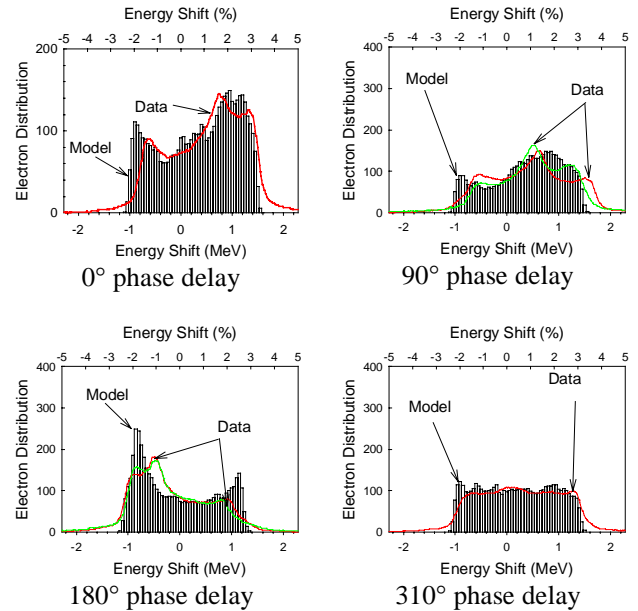 Energy Shift (%)
-5 -4 -3 -2 -1 0 1 2 3 4 5
200
100
0
Electron Distribution
Data
Model
-2 -1 0 1 2
Energy Shift (MeV)
0° phase delay
Energy Shift (%)
-5 -4 -3 -2 -1 0 1 2 3 4 5
400
300
200
100
0
Electron Distribution
Model
Data
-2 -1 0 1 2
Energy Shift (MeV)
90° phase delay
Energy Shift (%)
-5 -4 -3 -2 -1 0 1 2 3 4 5
400
300
200
100
0
Electron Distribution
Model
Data
-2 -1 0 1 2
Energy Shift (MeV)
180° phase delay
Energy Shift (%)
-5 -4 -3 -2 -1 0 1 2 3 4 5
400
300
200
100
0
Electron Distribution
Data
Model
-2 -1 0 1 2
Energy Shift (MeV)
310° phase delay